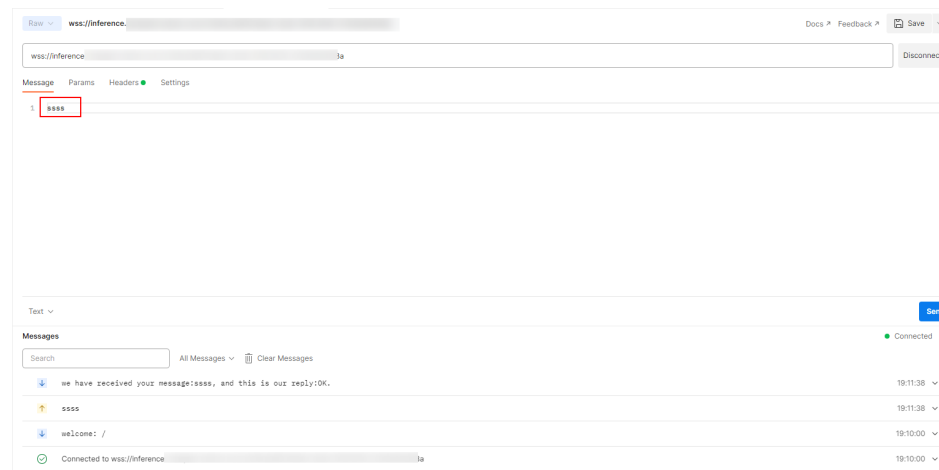 Raw wss://inference. Docs Feedback Save
wss://inference 3a Disconnec
Message Params Headers Settings
1 ssss
Text Sen
Messages Connected
Search All Messages Clear Messages
we have received your message:ssss, and this is our reply:OK. 19:11:38
ssss 19:11:38
welcome: / 19:10:00
Connected to wss://inference la 19:10:00